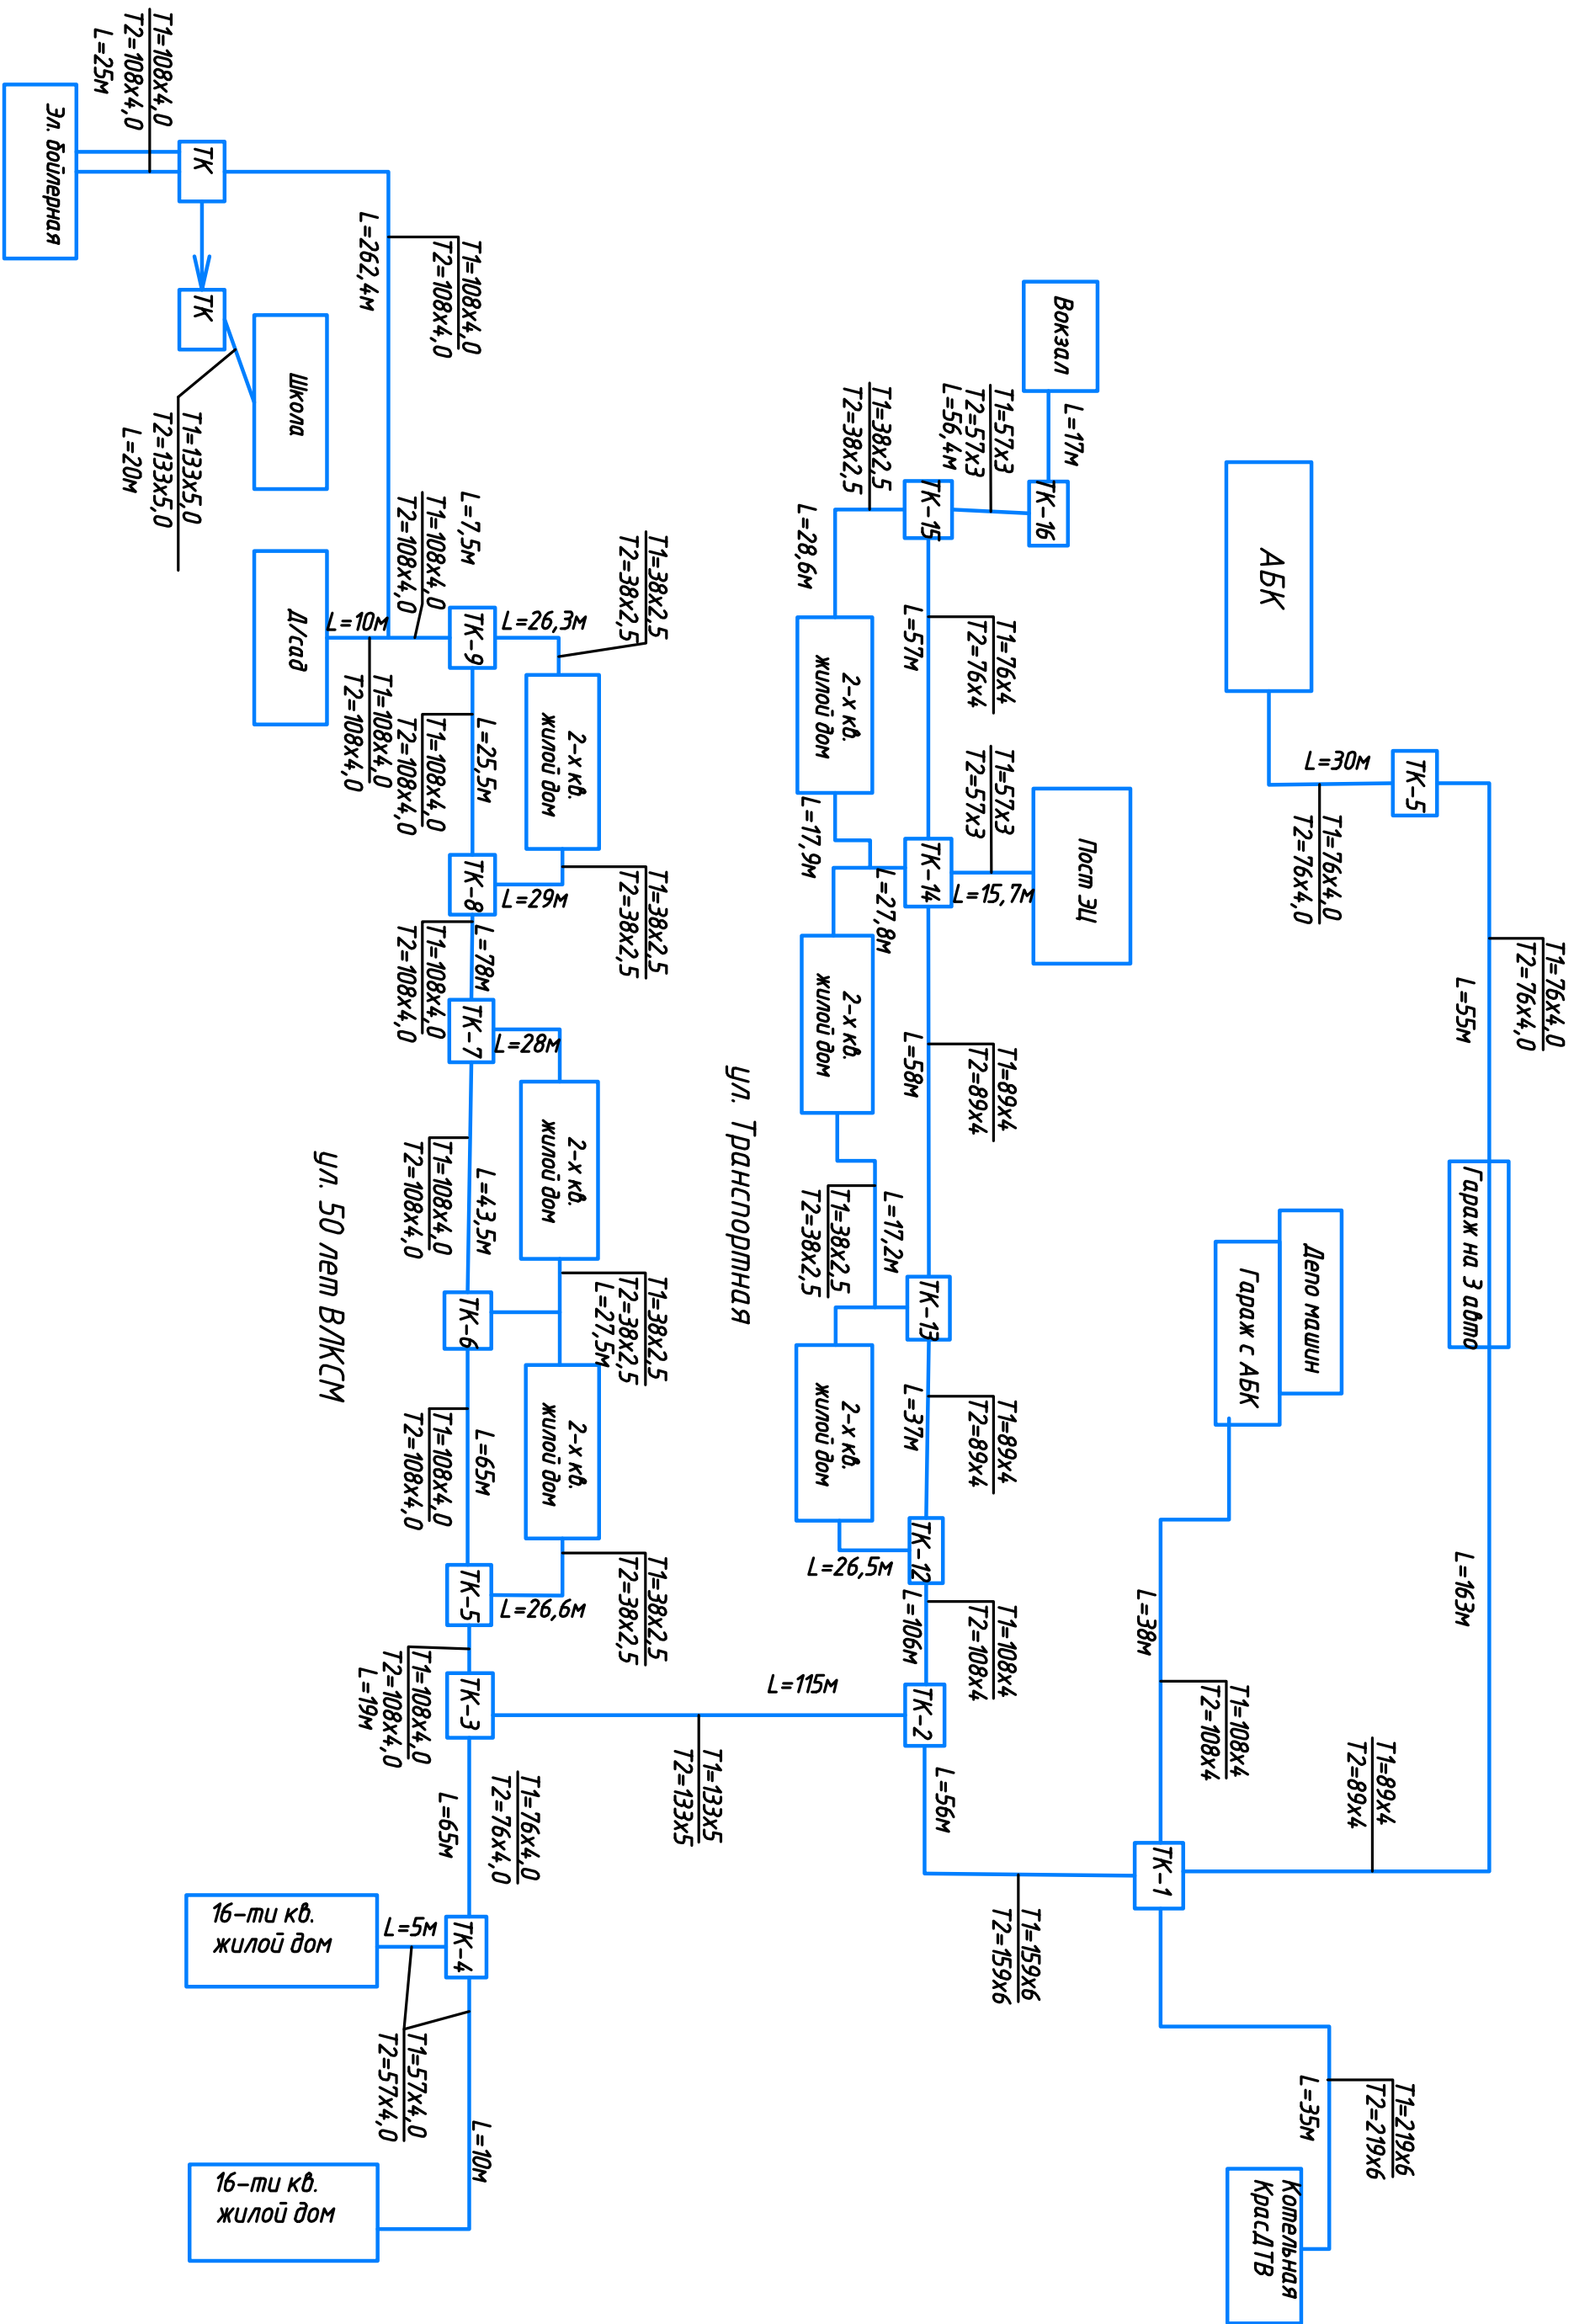 T1=76x4,0
T2=76x4,0
L=55м
Гараж на 3 авто
L=163м
ТК-5
L=30м
T1=76x4,0
T2=76x4,0
АБК
Депо машин
Гараж с АБК
L=38м
T1=108x4
T2=108x4
T1=89x4
T2=89x4
ТК-1
T1=219x6
T2=219x6
L=35м
Котельная
КрасДТВ
Вокзал
L=17м
ТК-16
T1=57x3
T2=57x3
L=56,4м
T1=38x2,5
T2=38x2,5
ТК-15
L=28,6м
L=57м
T1=76x4
T2=76x4
T1=57x3
T2=57x3
Пост ЭЦ
L=15,7м
ТК-14
L=27,8м
2-х кв.
жилой дом
L=17,9м
2-х кв.
жилой дом
L=58м
T1=89x4
T2=89x4
L=17,2м
T1=38x2,5
T2=38x2,5
ТК-13
2-х кв.
жилой дом
L=37м
T1=89x4
T2=89x4
ТК-12
L=26,5м
L=106м
T1=108x4
T2=108x4
ТК-2
L=56м
T1=159x6
T2=159x6
L=115м
T1=133x5
T2=133x5
ул. Транспортная
T1=38x2,5
T2=38x2,5
L=26,3м
2-х кв.
жилой дом
T1=38x2,5
T2=38x2,5
L=29м
L=28м
2-х кв.
жилой дом
T1=38x2,5
T2=38x2,5
L=27,5м
2-х кв.
жилой дом
T1=38x2,5
T2=38x2,5
L=26,6м
L=7,5м
T1=108x4,0
T2=108x4,0
ТК-9
L=25,5м
T1=108x4,0
T2=108x4,0
ТК-8
L=78м
T1=108x4,0
T2=108x4,0
ТК-7
L=43,5м
T1=108x4,0
T2=108x4,0
ТК-6
L=65м
T1=108x4,0
T2=108x4,0
ТК-5
T1=108x4,0
T2=108x4,0
L=19м
ТК-3
T1=76x4,0
T2=76x4,0
L=65м
ТК-4
L=5м
T1=57x4,0
T2=57x4,0
L=10м
16-ти кв.
жилой дом
16-ти кв.
жилой дом
ул. 50 лет ВЛКСМ
T1=108x4,0
T2=108x4,0
L=262,4м
L=10м
T1=108x4,0
T2=108x4,0
Д/сад
Школа
T1=133x5,0
T2=133x5,0
L=20м
ТК
ТК
T1=108x4,0
T2=108x4,0
L=25м
Эл. бойлерная